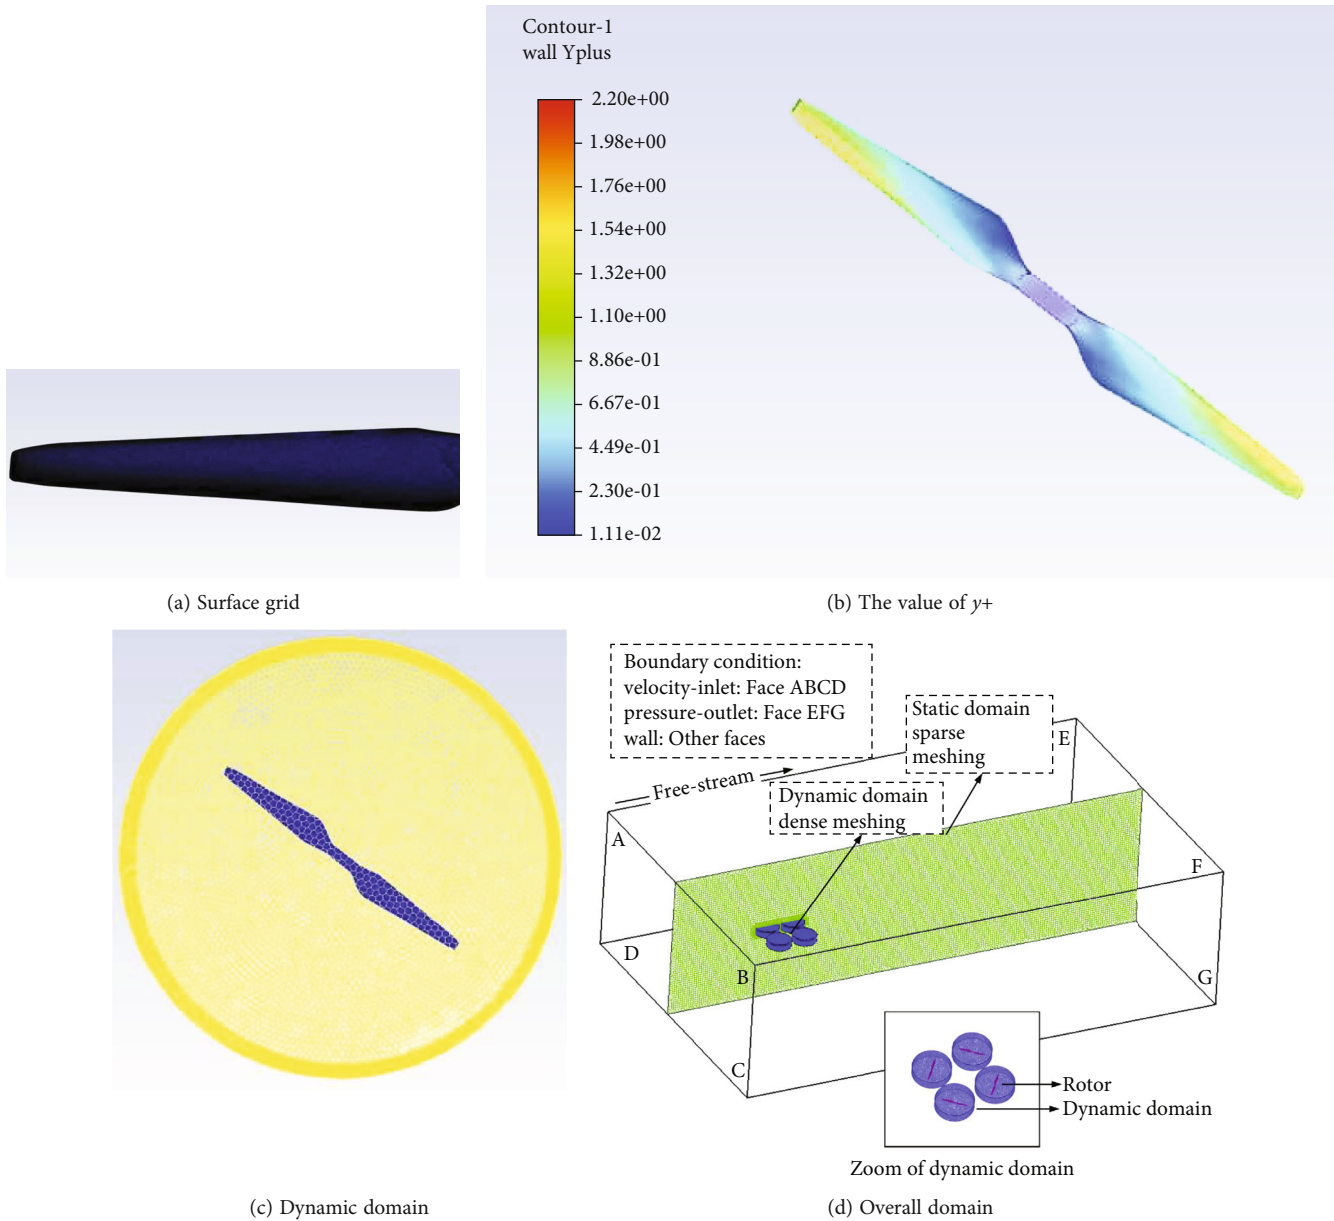 Contour-1
wall Yplus
2.20e+00
1.98e+00
1.76e+00
1.54e+00
1.32e+00
1.10e+00
8.86e-01
6.67e-01
4.49e-01
2.30e-01
1.11e-02
(a) Surface grid
(b) The value of y+
Boundary condition:
velocity-inlet: Face ABCD
pressure-outlet: Face EFG
wall: Other faces
Static domain
sparse
meshing
E
Free-stream
Dynamic domain
dense meshing
A
F
D
B
G
C
Rotor
Dynamic domain
Zoom of dynamic domain
(c) Dynamic domain
(d) Overall domain